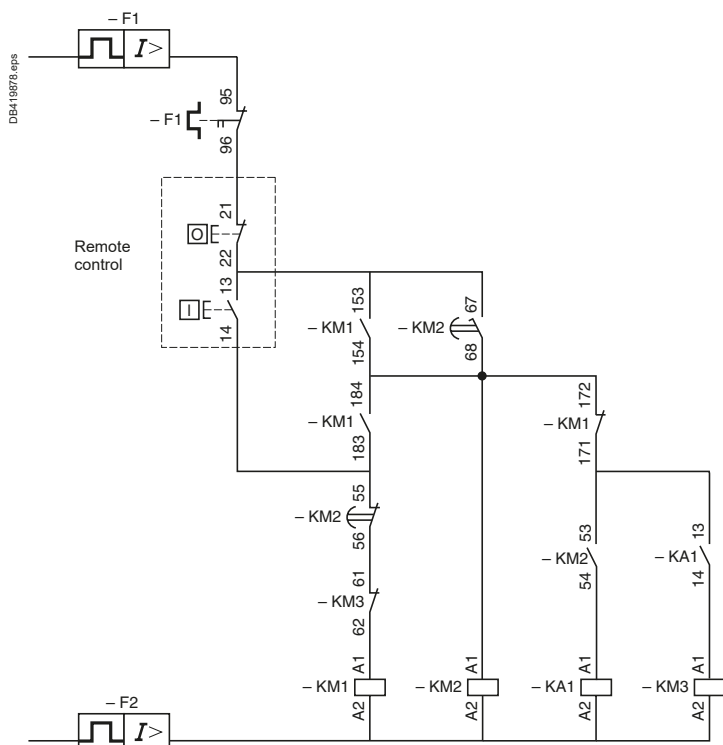 – F1
I>
DB419878.eps
95
– F1
96
21
O
22
Remote
control
13
I
14
153
– KM1
154
67
– KM2
68
184
– KM1
183
172
– KM1
171
55
– KM2
56
53
– KM2
54
13
– KA1
14
61
– KM3
62
A1
– KM1
A2
A1
– KM2
A2
A1
– KA1
A2
A1
– KM3
A2
– F2
I>